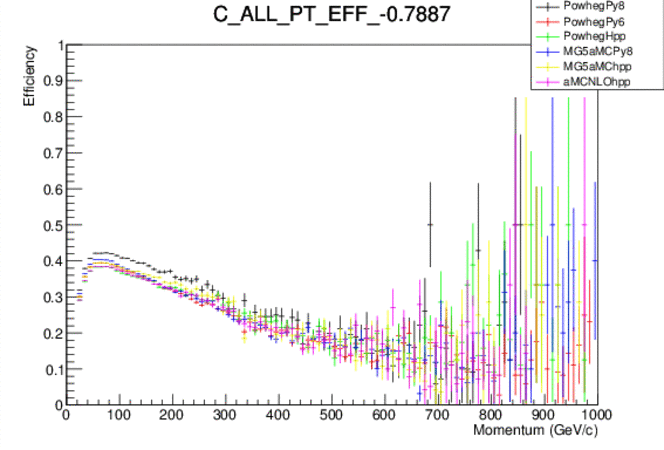 C_ALL_PT_EFF_-0.7887
PowhegPy8
PowhegPy6
PowhegHpp
MG5aMCPy8
MG5aMChpp
aMCNLOhpp
Efficiency
1
0.9
0.8
0.7
0.6
0.5
0.4
0.3
0.2
0.1
0
0 100 200 300 400 500 600 700 800 900 1000
Momentum (GeV/c)